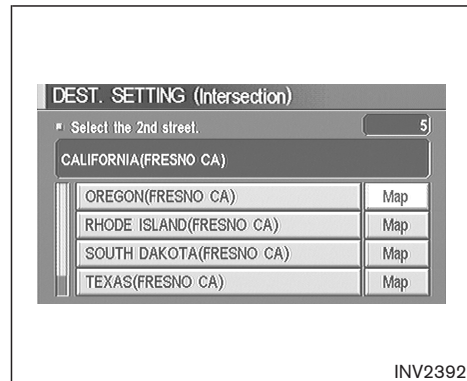 DEST. SETTING (Intersection)
Select the 2nd street. 5
CALIFORNIA(FRESNO CA)
OREGON(FRESNO CA) Map
RHODE ISLAND(FRESNO CA) Map
SOUTH DAKOTA(FRESNO CA) Map
TEXAS(FRESNO CA) Map
INV2392